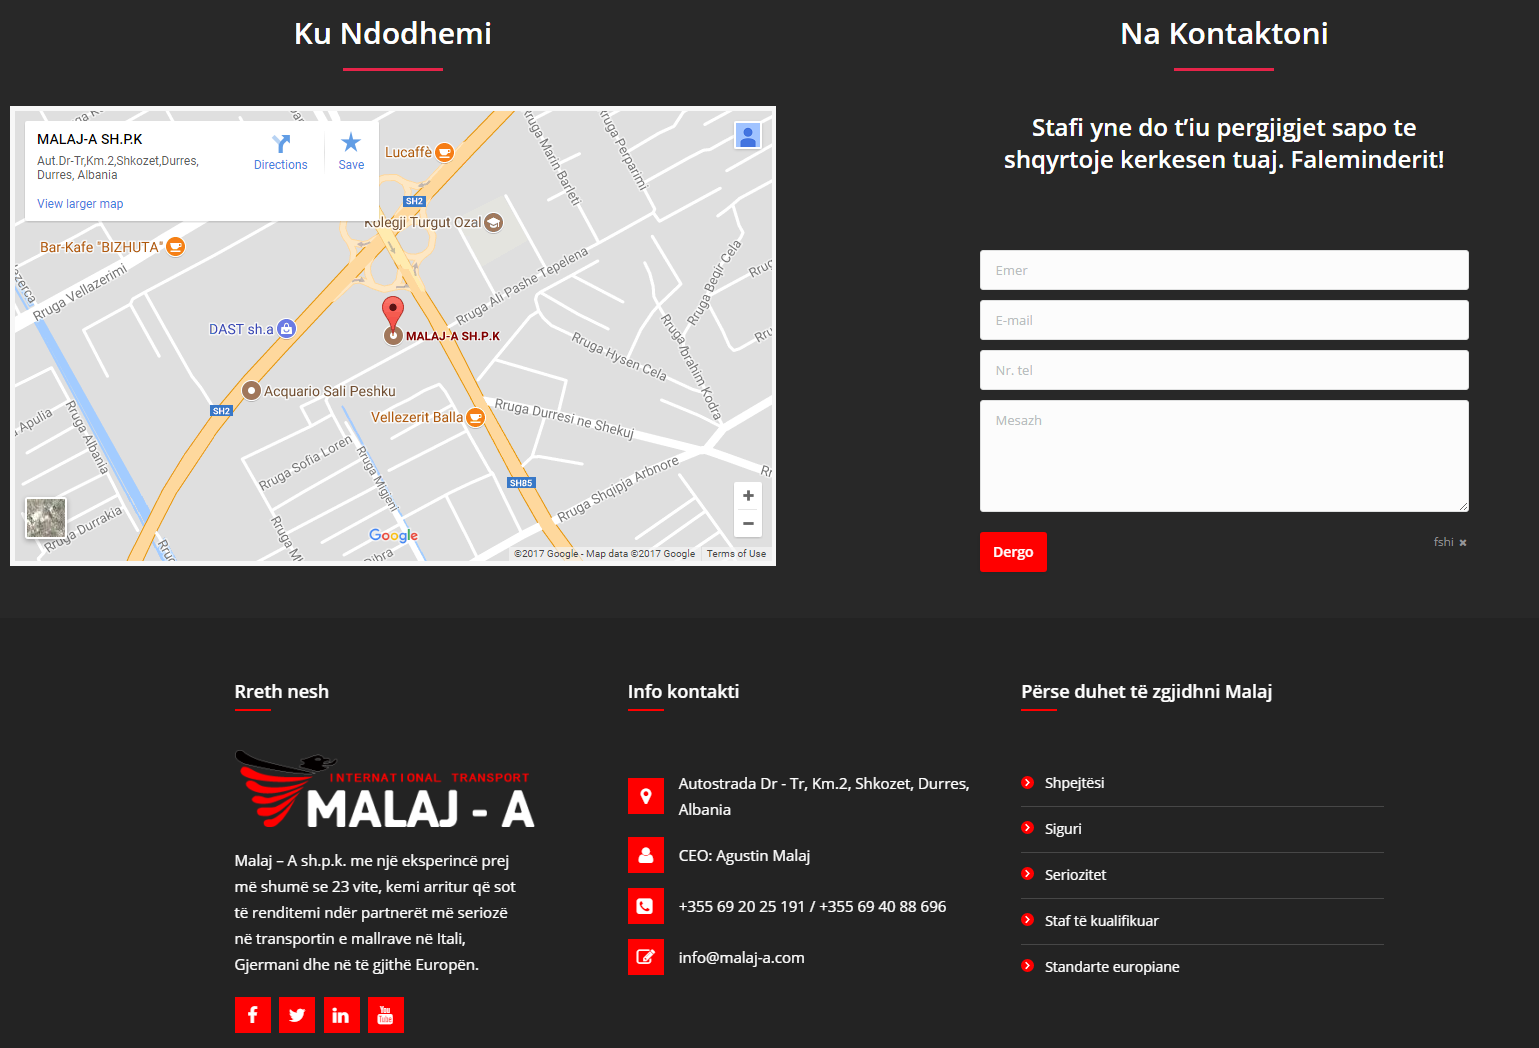 Ku Ndodhemi
MALAJ-A SH.P.K
Aut.Dr-Tr,Km.2,Shkozet,Durres,
Durres, Albania
View larger map
Directions
Save
Lucaffè
SH2
Kolegji Turgut Ozal
Bar-Kafe "BIZHUTA"
Rruga Vellazerimi
Rruga Marin Barleti
Rruga Perparimi
Rruga Ali Pashe Tepelena
Rruga Beqir Cela
DAST sh.a
MALAJ-A SH.P.K
Rruga Hysen Cela
Rruga Ibrahim Kodra
Acquario Sali Peshku
SH2
Vellezerit Balla
Rruga Durresi ne Shekuj
a Apulia
Rruga Albania
Rruga Sofia Loren
Rruga Migjeni
SH85
Rruga Shqipja Arbnore
Rruga Durrakia
Google
©2017 Google - Map data ©2017 Google
Terms of Use
Na Kontaktoni
Stafi yne do t’iu pergjigjet sapo te
shqyrtoje kerkesen tuaj. Faleminderit!
Emer
E-mail
Nr. tel
Mesazh
Dergo
fshi
Rreth nesh
INTERNATIONAL TRANSPORT
MALAJ - A
Malaj – A sh.p.k. me një eksperincë prej
më shumë se 23 vite, kemi arritur që sot
të renditemi ndër partnerët më seriozë
në transportin e mallrave në Itali,
Gjermani dhe në të gjithë Europën.
Info kontakti
Autostrada Dr - Tr, Km.2, Shkozet, Durres,
Albania
CEO: Agustin Malaj
+355 69 20 25 191 / +355 69 40 88 696
info@malaj-a.com
Përse duhet të zgjidhni Malaj
Shpejtësi
Siguri
Seriozitet
Staf të kualifikuar
Standarte europiane